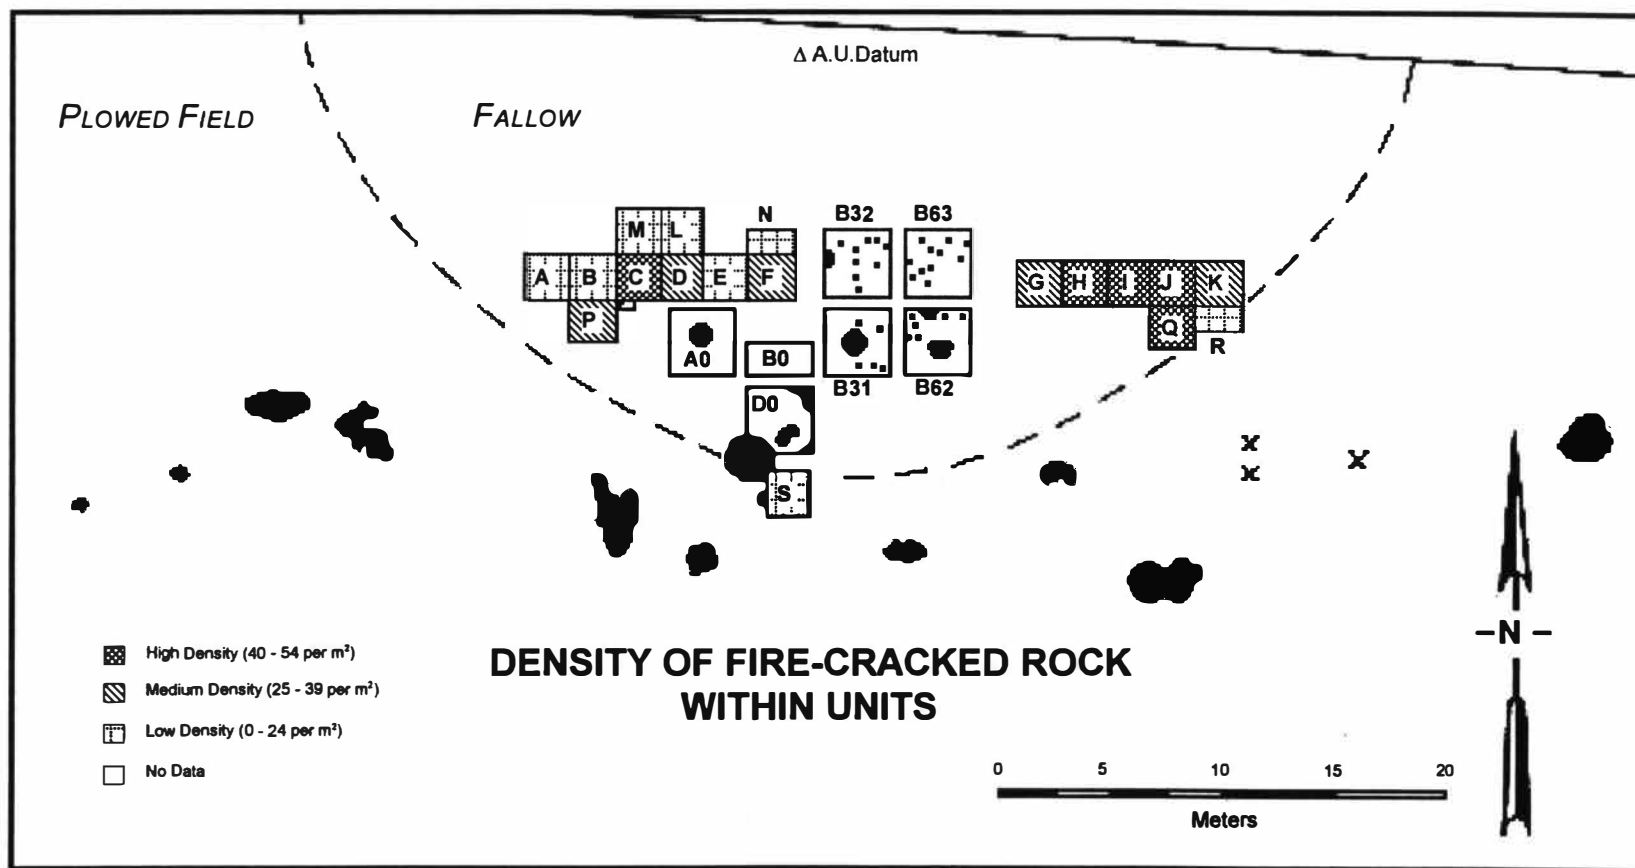 Δ A.U.Datum
PLOWED FIELD
FALLOW
N
B32
B63
M
L
A
B
C
D
E
F
G
H
I
J
K
P
Q
R
A0
B0
B31
B62
D0
S
x
x
x
DENSITY OF FIRE-CRACKED ROCK
WITHIN UNITS
High Density (40 - 54 per m²)
Medium Density (25 - 39 per m²)
Low Density (0 - 24 per m²)
No Data
-N-
0 5 10 15 20
Meters